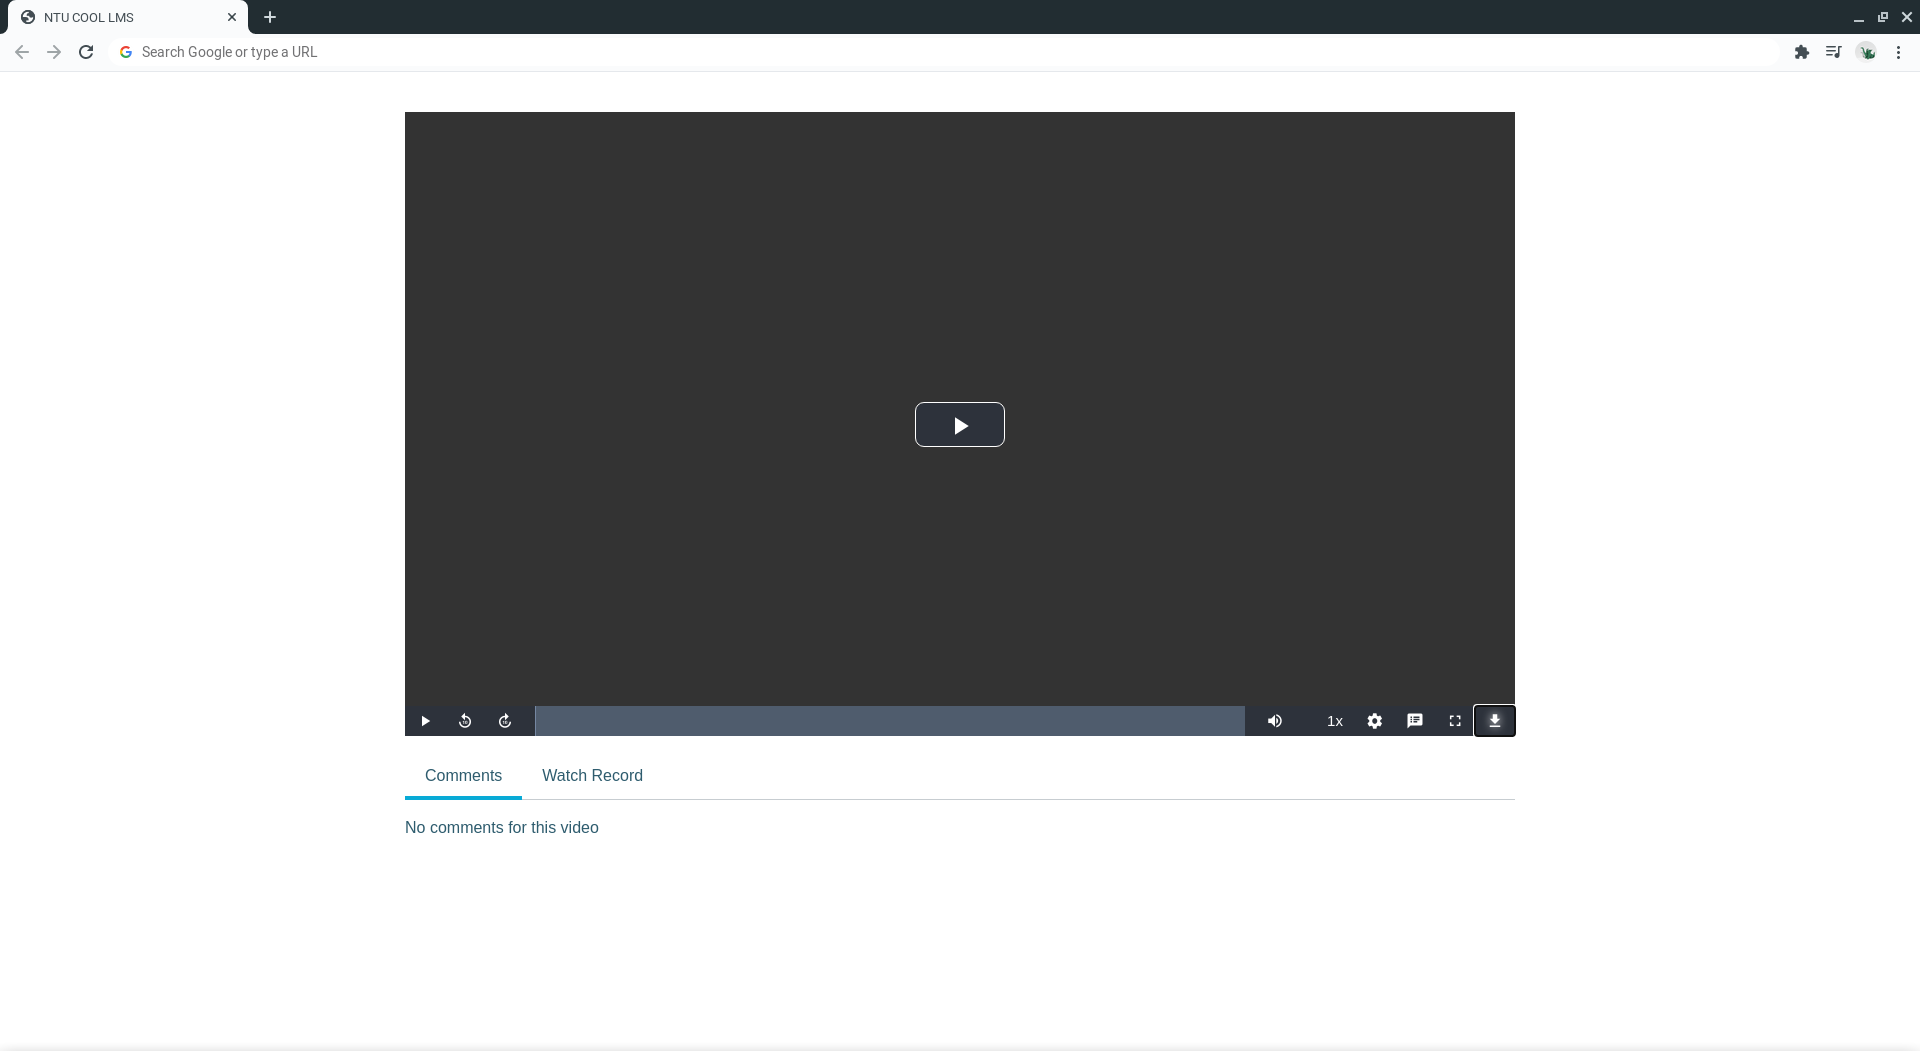 NTU COOL LMS
Search Google or type a URL
1x
Comments
Watch Record
No comments for this video